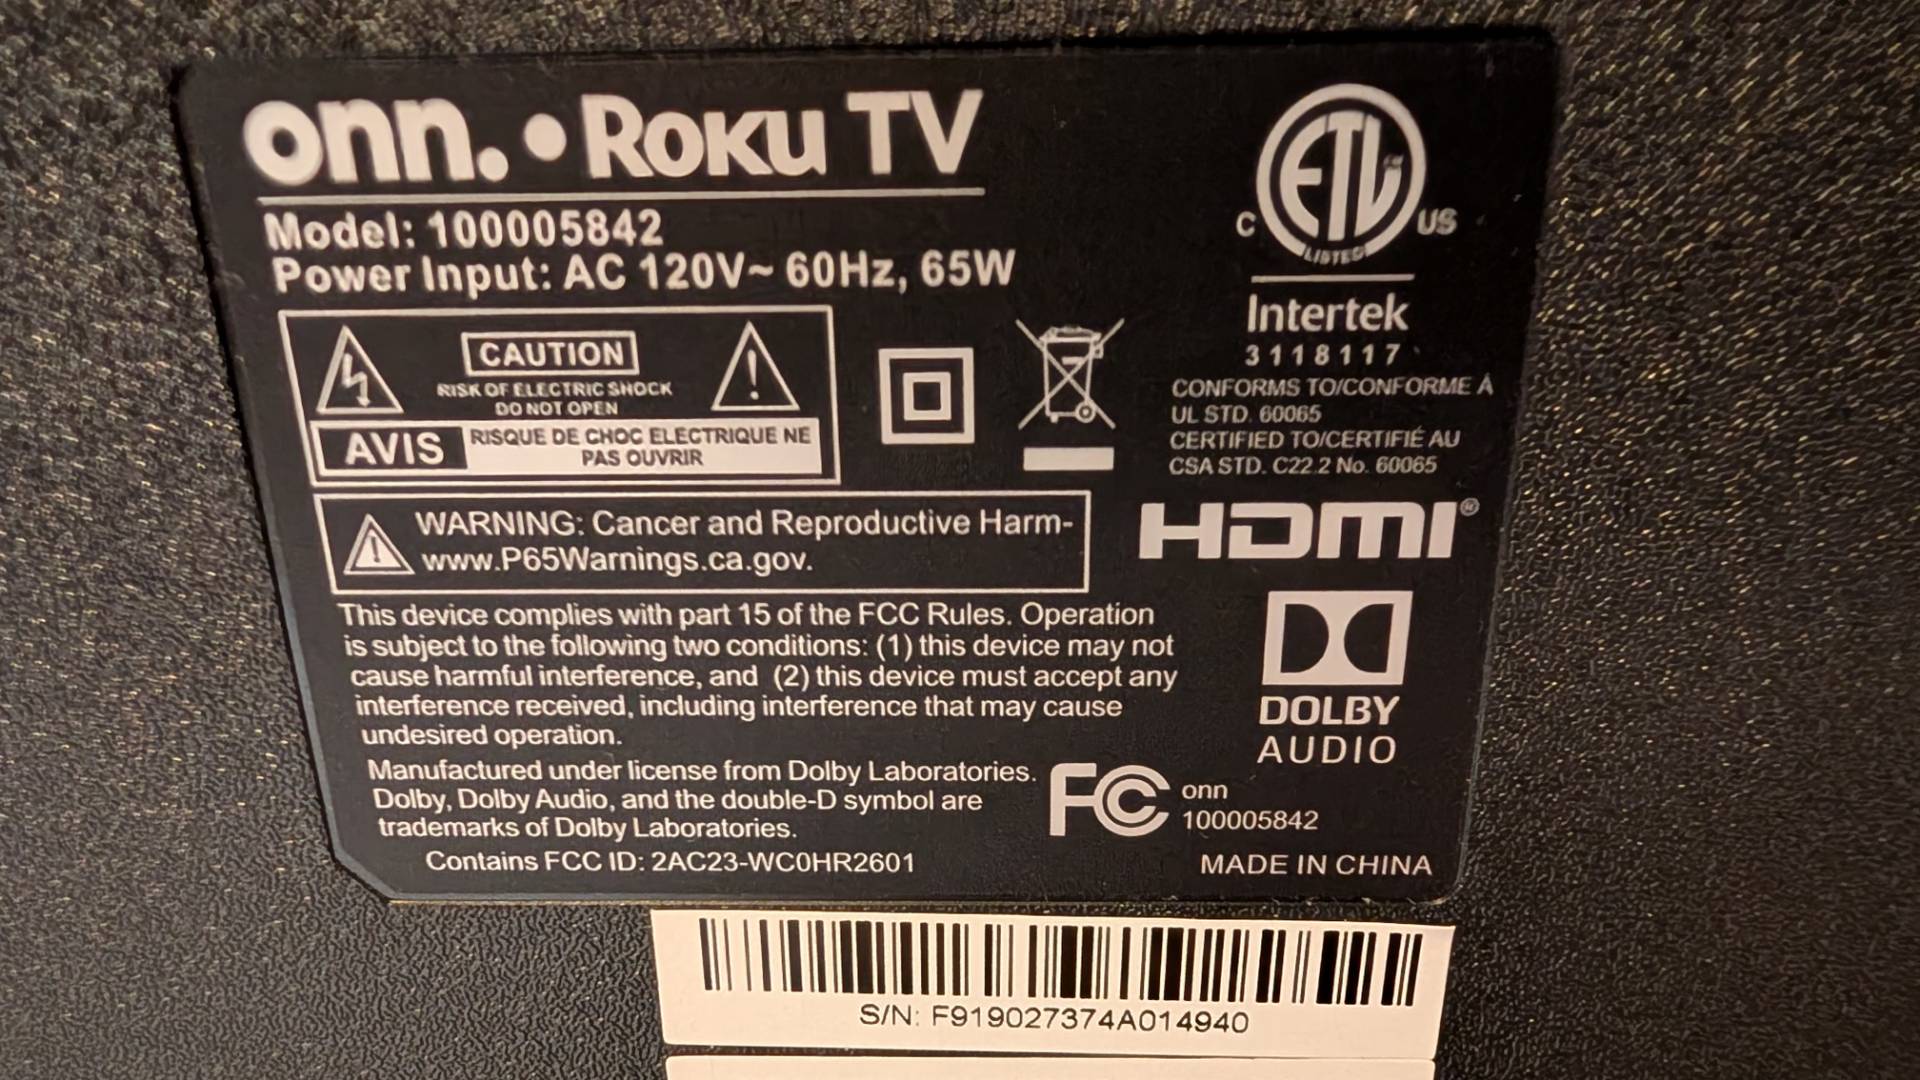 onn. • Roku TV
Model: 100005842
Power Input: AC 120V~ 60Hz, 65W
CAUTION
RISK OF ELECTRIC SHOCK
DO NOT OPEN
AVIS
RISQUE DE CHOC ELECTRIQUE NE
PAS OUVRIR
WARNING: Cancer and Reproductive Harm-
www.P65Warnings.ca.gov.
This device complies with part 15 of the FCC Rules. Operation
is subject to the following two conditions: (1) this device may not
cause harmful interference, and (2) this device must accept any
interference received, including interference that may cause
undesired operation.
Manufactured under license from Dolby Laboratories.
Dolby, Dolby Audio, and the double-D symbol are
trademarks of Dolby Laboratories.
Contains FCC ID: 2AC23-WC0HR2601
ETL
C US
LISTED
Intertek
3118117
CONFORMS TO/CONFORME À
UL STD. 60065
CERTIFIED TO/CERTIFIÉ AU
CSA STD. C22.2 No. 60065
HDMI®
DOLBY
AUDIO
FC
onn
100005842
MADE IN CHINA
S/N: F919027374A014940